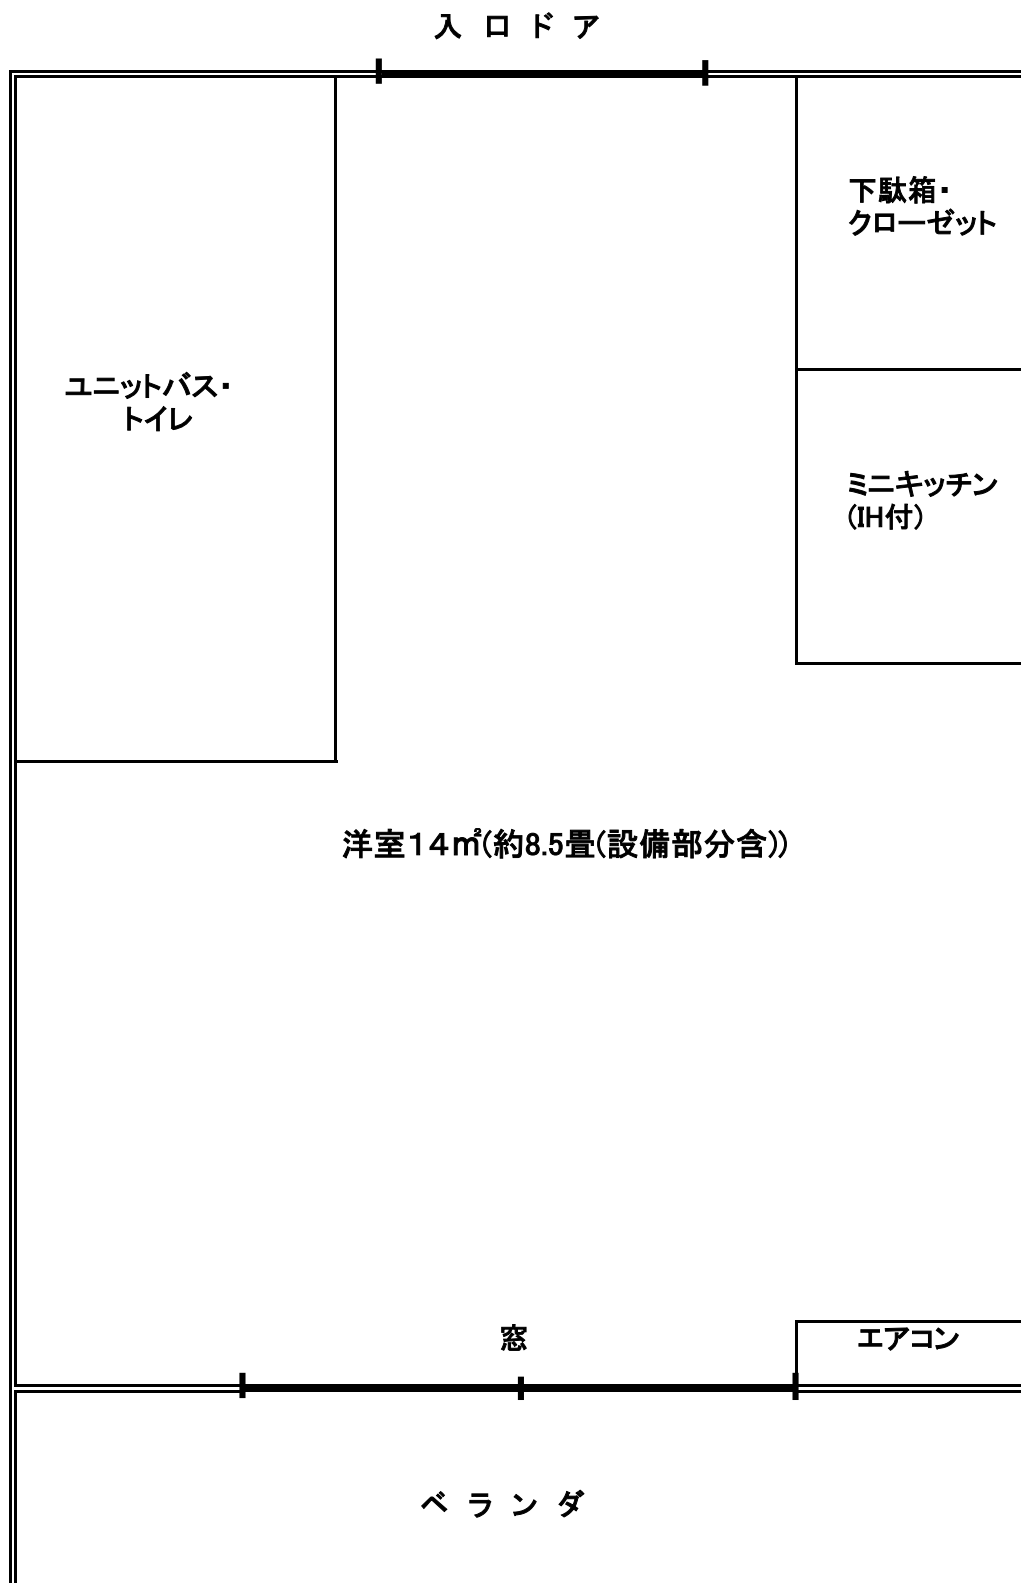 入口ドア
下駄箱・
クローゼット
ユニットバス・
トイレ
ミニキッチン
(IH付)
洋室14㎡(約8.5畳(設備部分含))
窓
エアコン
ベランダ